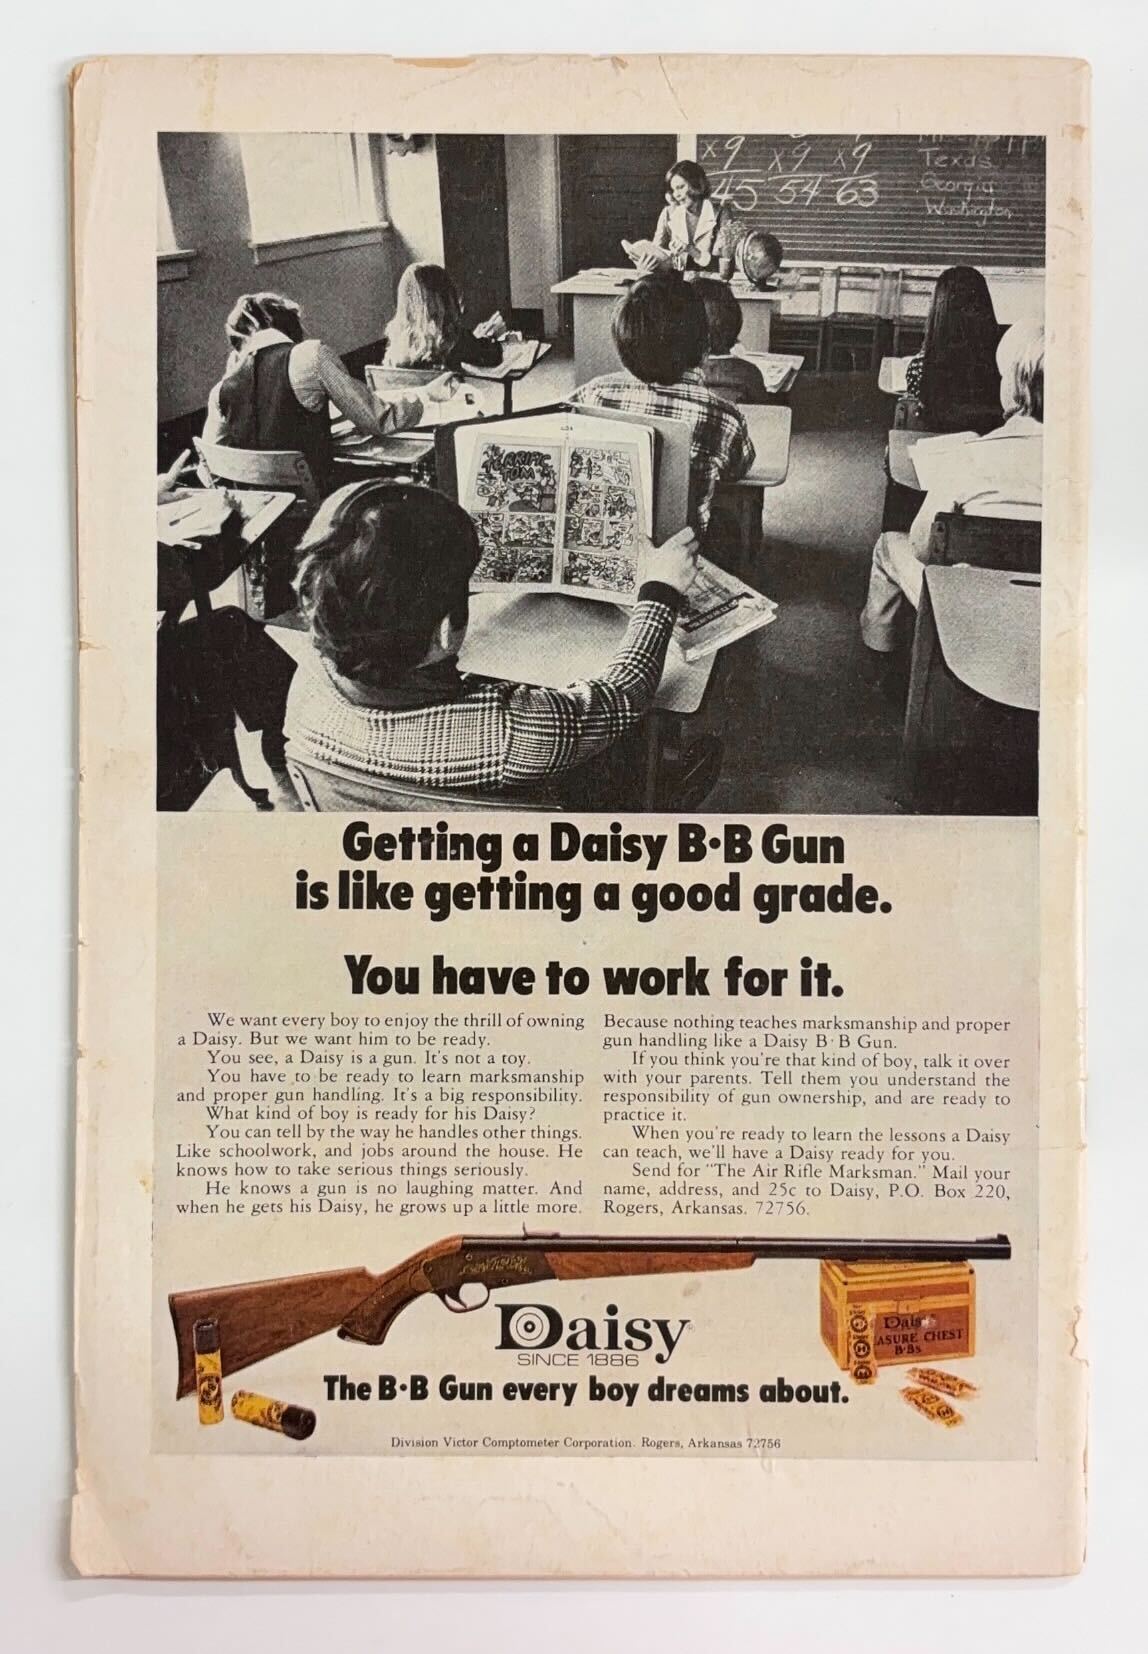 x9 x9 x9
45 54 63
Texas
Georgia
Washington
TERRIFIC
TOM
Getting a Daisy B·B Gun
is like getting a good grade.
You have to work for it.
We want every boy to enjoy the thrill of owning
a Daisy. But we want him to be ready.
You see, a Daisy is a gun. It's not a toy.
You have to be ready to learn marksmanship
and proper gun handling. It's a big responsibility.
What kind of boy is ready for his Daisy?
You can tell by the way he handles other things.
Like schoolwork, and jobs around the house. He
knows how to take serious things seriously.
He knows a gun is no laughing matter. And
when he gets his Daisy, he grows up a little more.
Because nothing teaches marksmanship and proper
gun handling like a Daisy B·B Gun.
If you think you're that kind of boy, talk it over
with your parents. Tell them you understand the
responsibility of gun ownership, and are ready to
practice it.
When you're ready to learn the lessons a Daisy
can teach, we'll have a Daisy ready for you.
Send for "The Air Rifle Marksman." Mail your
name, address, and 25c to Daisy, P.O. Box 220,
Rogers, Arkansas. 72756.
Daisy®
SINCE 1886
Daisy
ASURE CHEST
B·Bs
The B·B Gun every boy dreams about.
Division Victor Comptometer Corporation. Rogers, Arkansas 72756